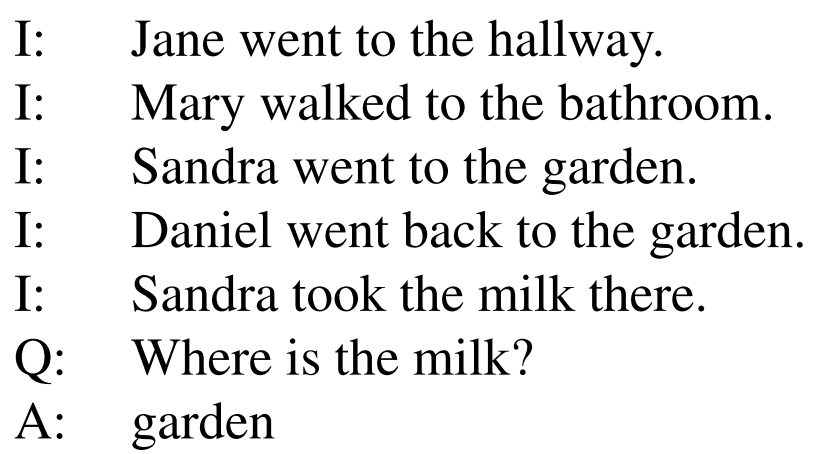 I: Jane went to the hallway.
I: Mary walked to the bathroom.
I: Sandra went to the garden.
I: Daniel went back to the garden.
I: Sandra took the milk there.
Q: Where is the milk?
A: garden